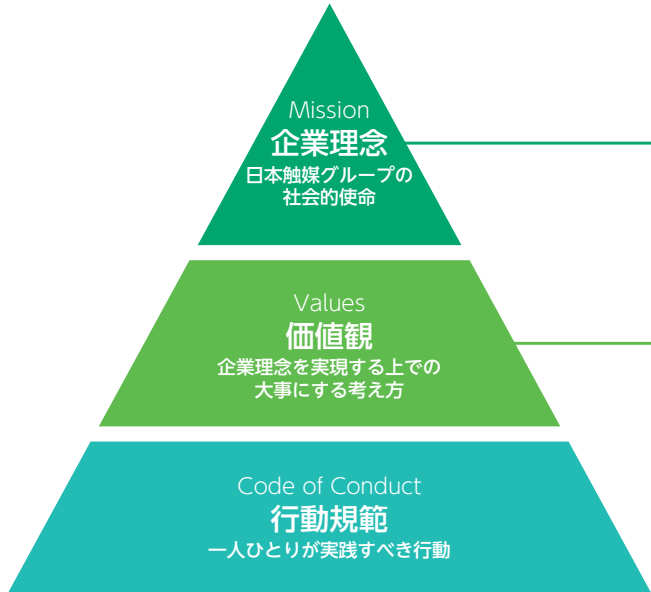 Mission
企業理念
日本触媒グループの
社会的使命
Values
価値観
企業理念を実現する上での
大事にする考え方
Code of Conduct
行動規範
一人ひとりが実践すべき行動